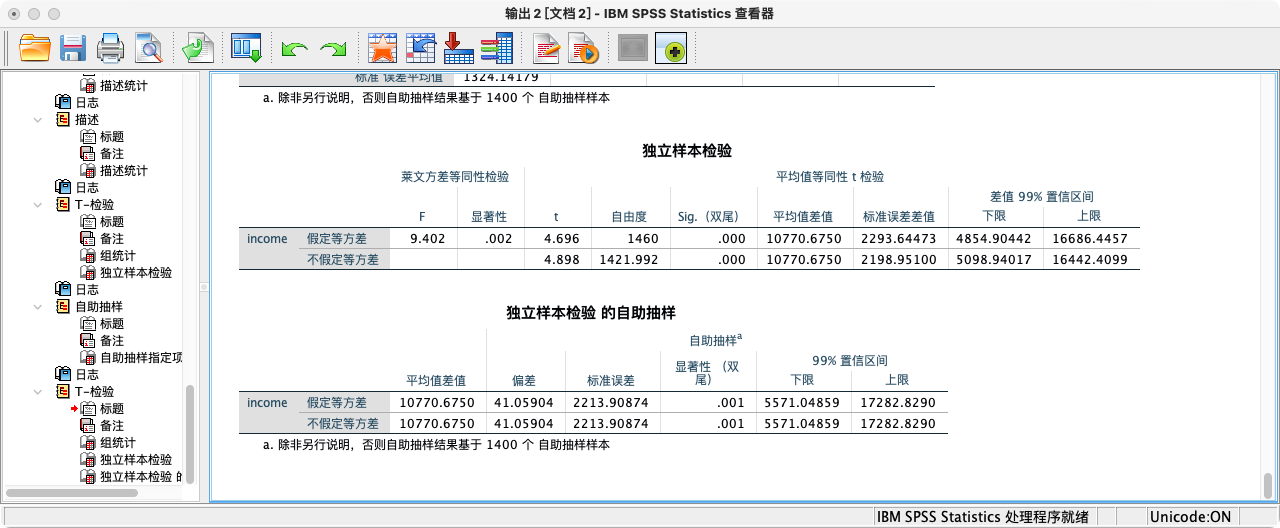 输出 2 [文档 2] - IBM SPSS Statistics 查看器
描述统计
日志
描述
标题
备注
描述统计
日志
T-检验
标题
备注
组统计
独立样本检验
日志
自助抽样
标题
备注
自助抽样指定项
日志
T-检验
标题
备注
组统计
独立样本检验
独立样本检验 的
标准 误差平均值 1324.14179
a. 除非另行说明，否则自助抽样结果基于 1400 个 自助抽样样本
独立样本检验
莱文方差等同性检验 平均值等同性 t 检验
差值 99% 置信区间
F 显著性 t 自由度 Sig.（双尾） 平均值差值 标准误差差值 下限 上限
income 假定等方差 9.402 .002 4.696 1460 .000 10770.6750 2293.64473 4854.90442 16686.4457
不假定等方差 4.898 1421.992 .000 10770.6750 2198.95100 5098.94017 16442.4099
独立样本检验 的自助抽样
自助抽样a
99% 置信区间
平均值差值 偏差 标准误差 显著性 （双尾） 下限 上限
income 假定等方差 10770.6750 41.05904 2213.90874 .001 5571.04859 17282.8290
不假定等方差 10770.6750 41.05904 2213.90874 .001 5571.04859 17282.8290
a. 除非另行说明，否则自助抽样结果基于 1400 个 自助抽样样本
IBM SPSS Statistics 处理程序就绪 Unicode:ON